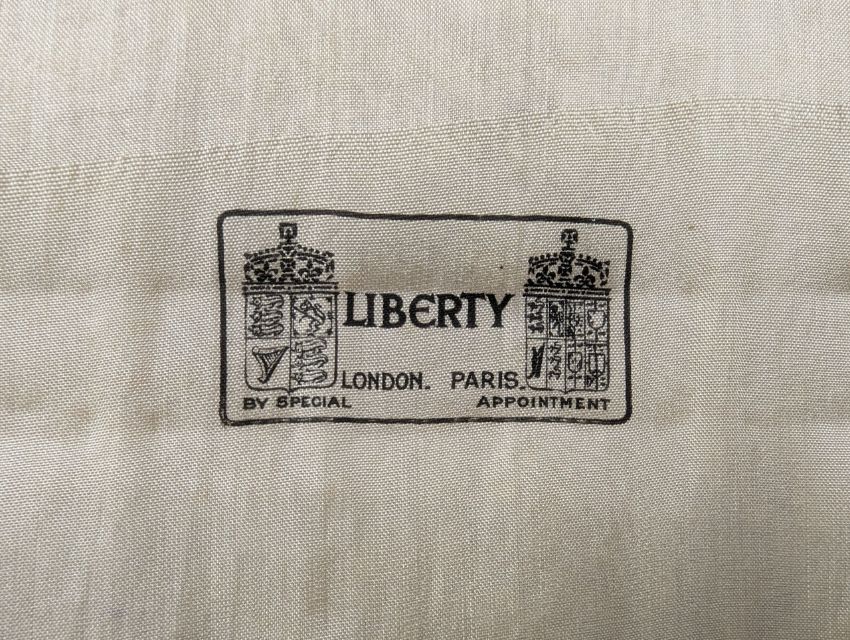 LIBERTY
LONDON. PARIS.
BY SPECIAL APPOINTMENT